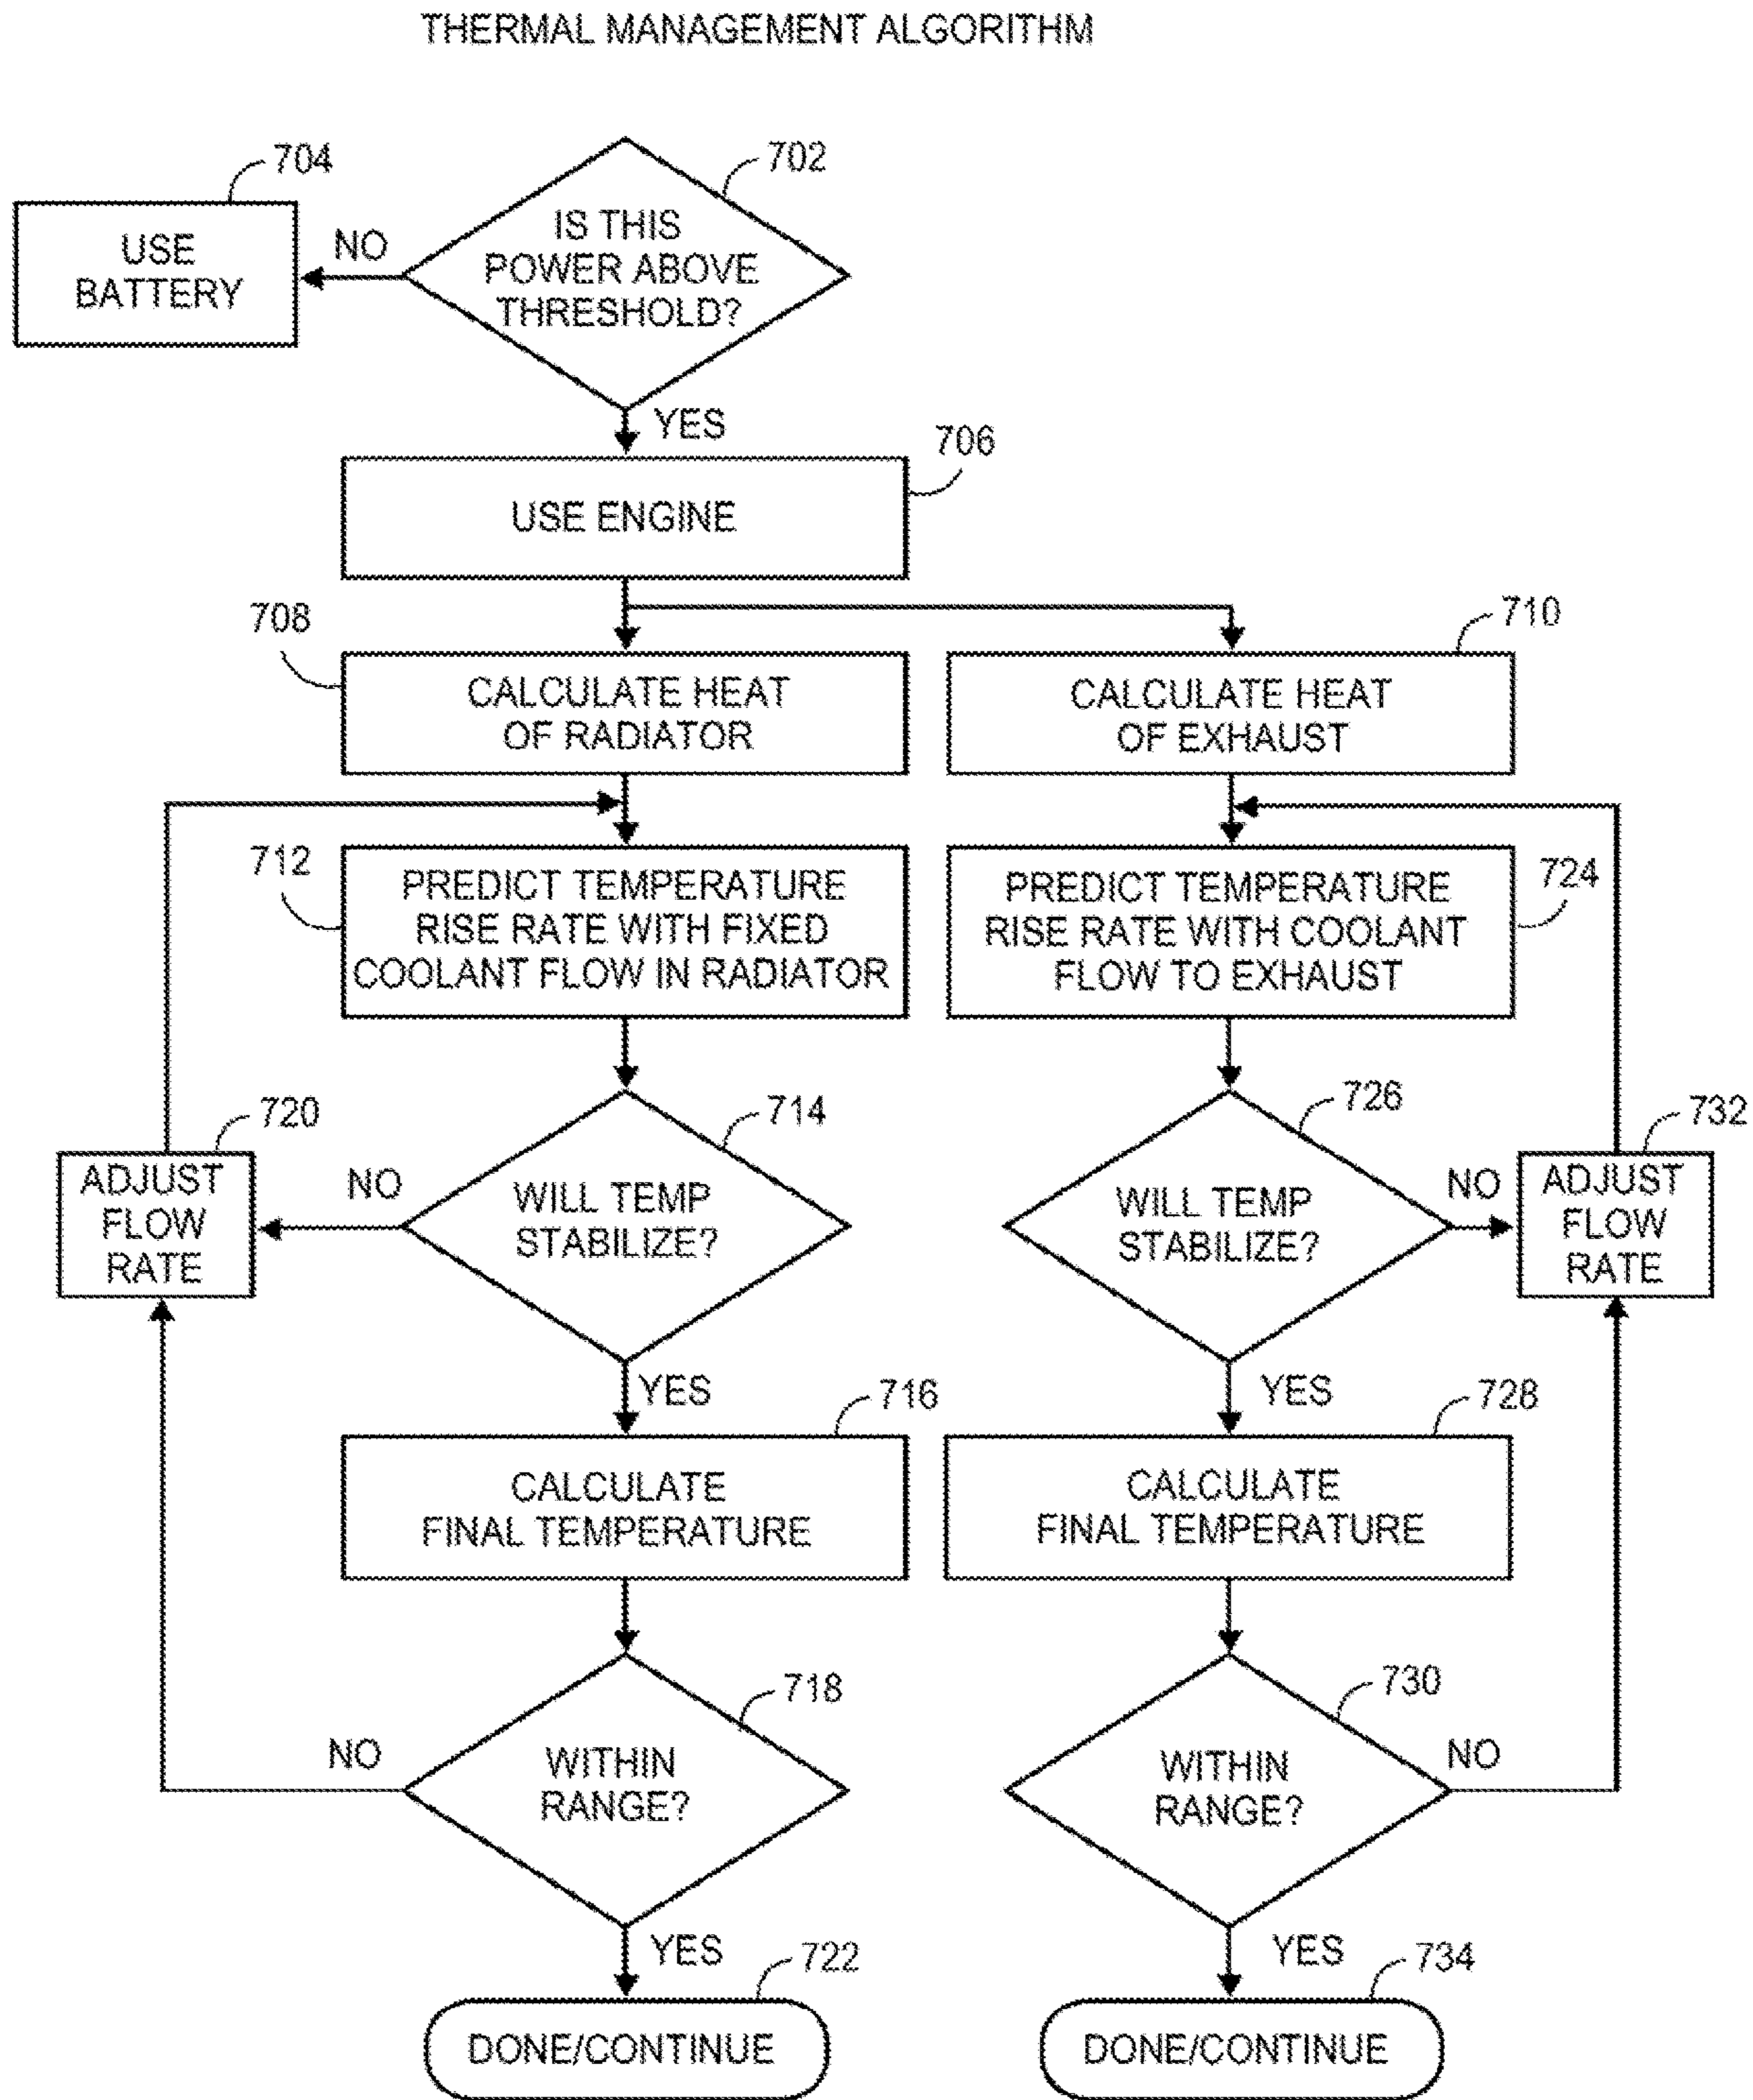 THERMAL MANAGEMENT ALGORITHM
704
702
USE
BATTERY
NO
IS THIS
POWER ABOVE
THRESHOLD?
YES
706
USE ENGINE
708
710
CALCULATE HEAT
OF RADIATOR
CALCULATE HEAT
OF EXHAUST
712
PREDICT TEMPERATURE
RISE RATE WITH FIXED
COOLANT FLOW IN RADIATOR
PREDICT TEMPERATURE
RISE RATE WITH COOLANT
FLOW TO EXHAUST
724
720
714
726
732
ADJUST
FLOW
RATE
NO
WILL TEMP
STABILIZE?
WILL TEMP
STABILIZE?
NO
ADJUST
FLOW
RATE
YES
716
YES
728
CALCULATE
FINAL TEMPERATURE
CALCULATE
FINAL TEMPERATURE
718
730
NO
WITHIN
RANGE?
WITHIN
RANGE?
NO
YES
722
YES
734
DONE/CONTINUE
DONE/CONTINUE